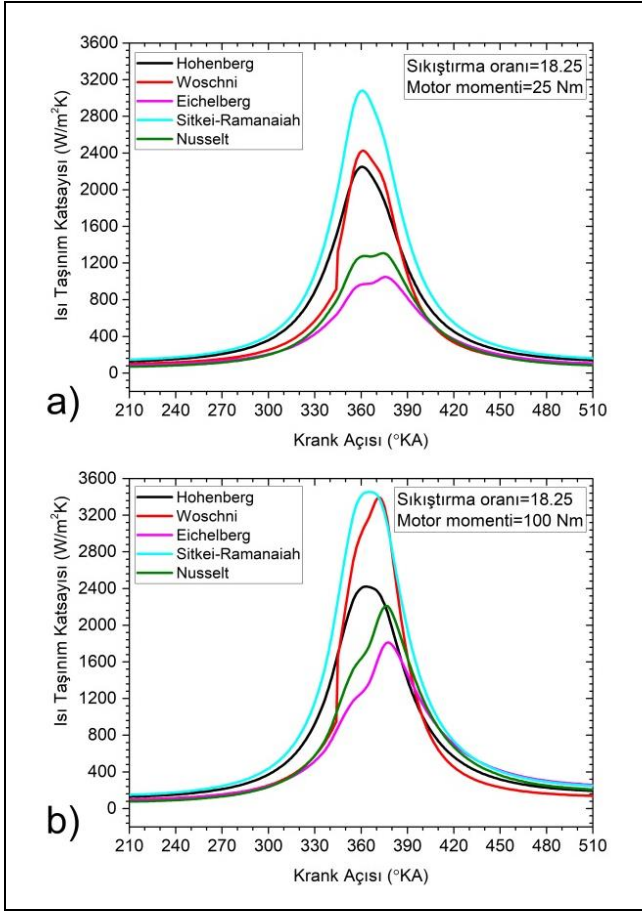 3600
3200
2800
2400
2000
1600
1200
800
400
0
Isı Taşınım Katsayısı (W/m²K)
Hohenberg
Woschni
Eichelberg
Sitkei-Ramanaiah
Nusselt
Sıkıştırma oranı=18.25
Motor momenti=25 Nm
a)
210 240 270 300 330 360 390 420 450 480 510
Krank Açısı (°KA)
3600
3200
2800
2400
2000
1600
1200
800
400
0
Isı Taşınım Katsayısı (W/m²K)
Hohenberg
Woschni
Eichelberg
Sitkei-Ramanaiah
Nusselt
Sıkıştırma oranı=18.25
Motor momenti=100 Nm
b)
210 240 270 300 330 360 390 420 450 480 510
Krank Açısı (°KA)